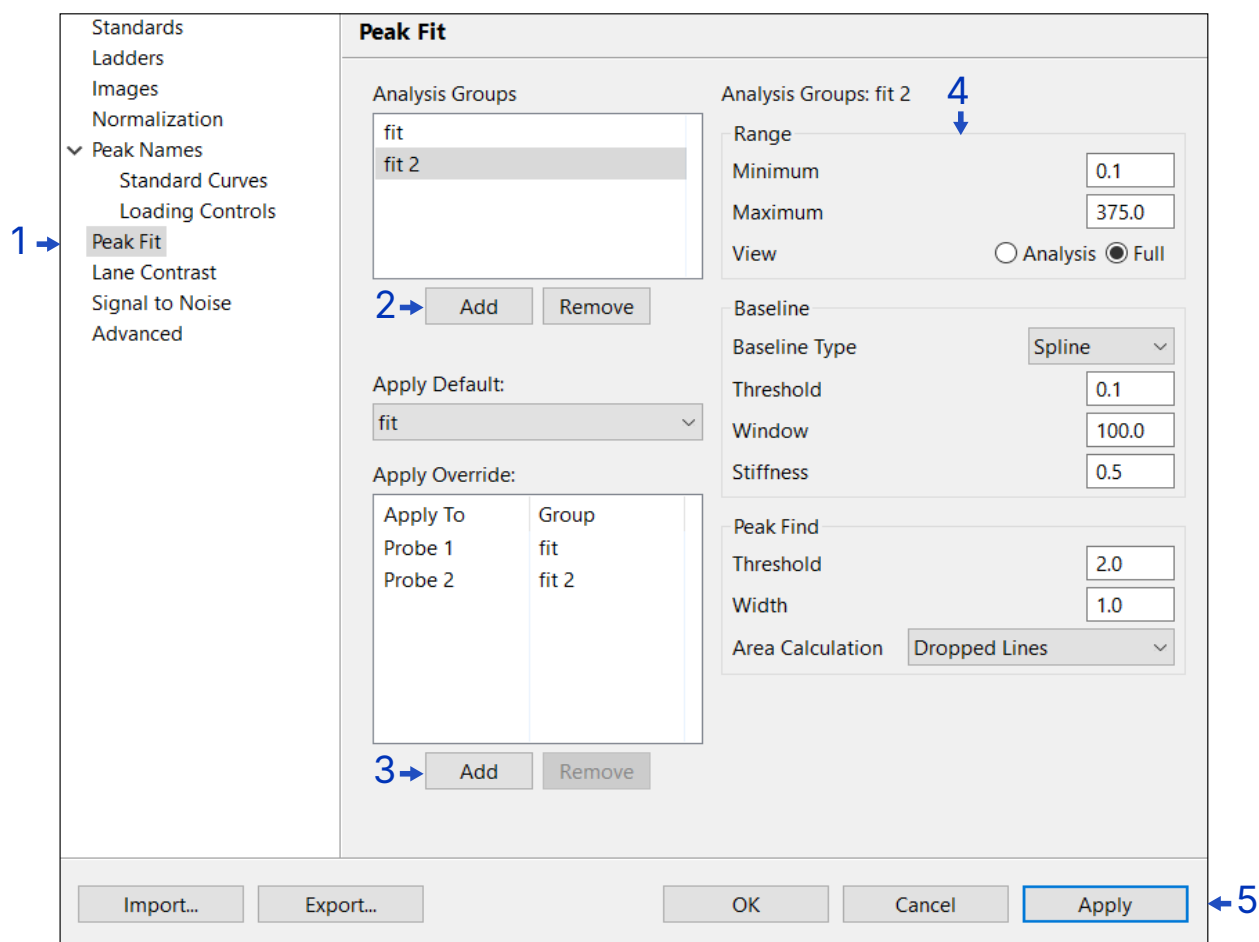 Standards
Ladders
Images
Normalization
Peak Names
Standard Curves
Loading Controls
1
Peak Fit
Lane Contrast
Signal to Noise
Advanced
Peak Fit
Analysis Groups
fit
fit 2
2
Add
Remove
Apply Default:
fit
Apply Override:
Apply To Group
Probe 1 fit
Probe 2 fit 2
3
Add
Remove
Analysis Groups: fit 2
4
Range
Minimum 0.1
Maximum 375.0
View Analysis Full
Baseline
Baseline Type Spline
Threshold 0.1
Window 100.0
Stiffness 0.5
Peak Find
Threshold 2.0
Width 1.0
Area Calculation Dropped Lines
Import...
Export...
OK
Cancel
Apply
5